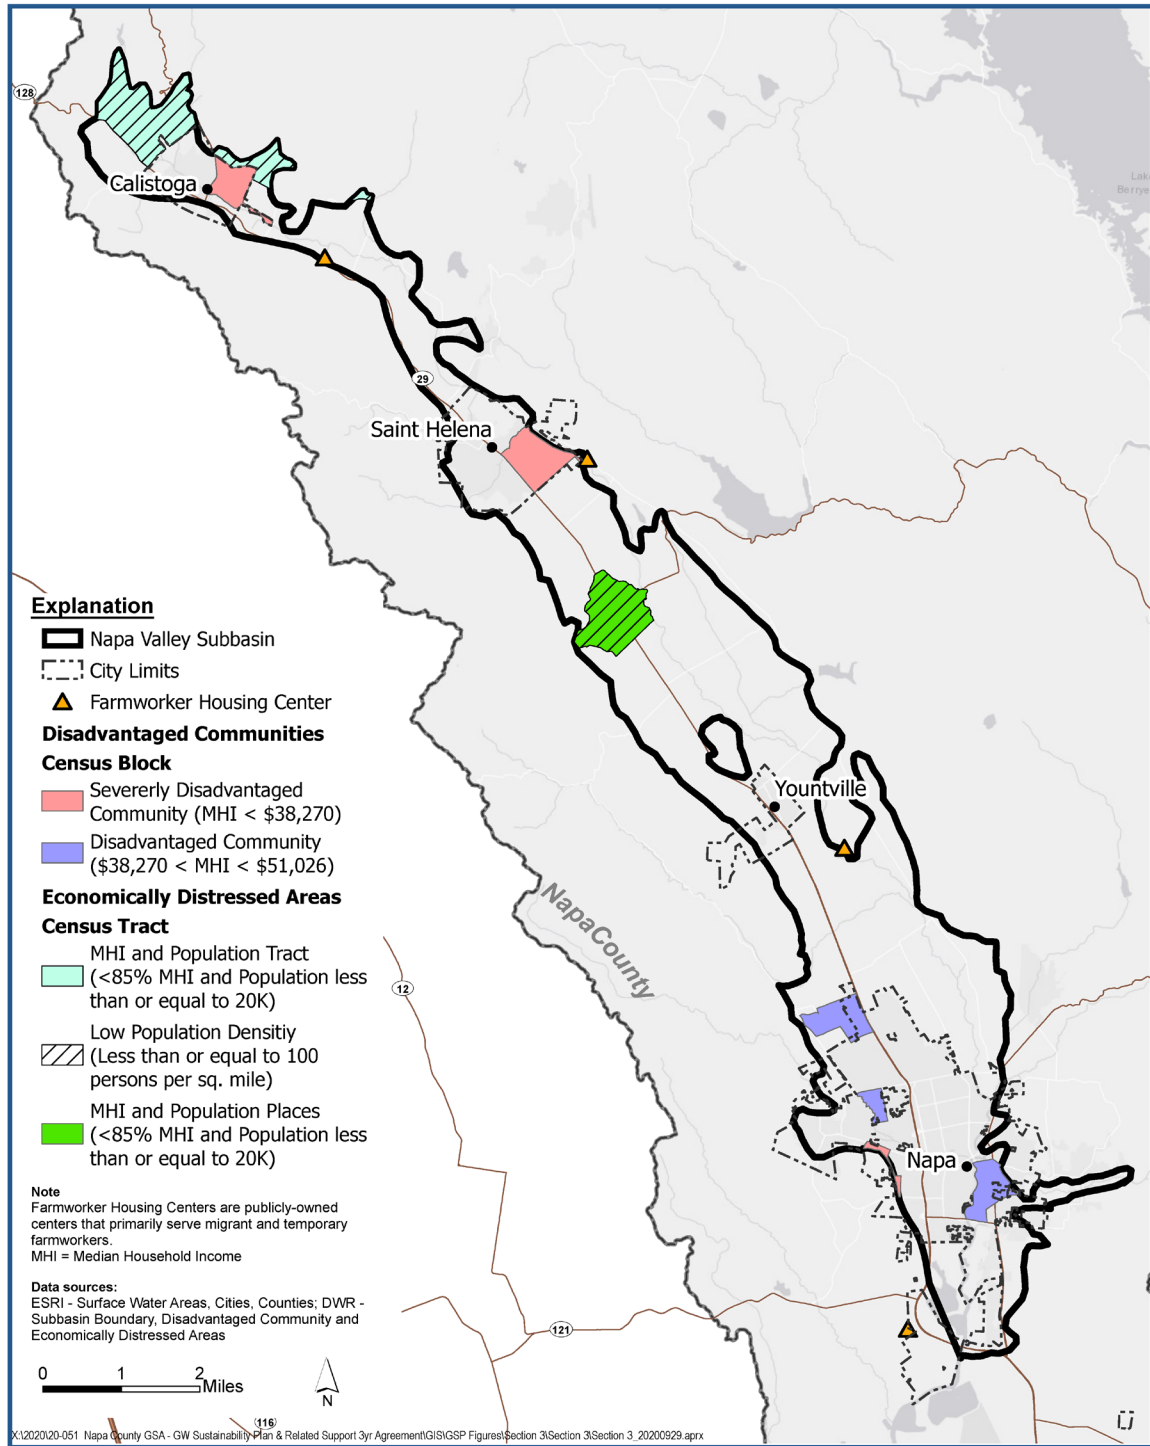 128
Lake
Berrye
Calistoga
29
Saint Helena
Explanation
Napa Valley Subbasin
City Limits
Farmworker Housing Center
Disadvantaged Communities
Census Block
Severerly Disadvantaged
Community (MHI < $38,270)
Disadvantaged Community
($38,270 < MHI < $51,026)
Economically Distressed Areas
Census Tract
MHI and Population Tract
(<85% MHI and Population less
than or equal to 20K)
Low Population Densitiy
(Less than or equal to 100
persons per sq. mile)
MHI and Population Places
(<85% MHI and Population less
than or equal to 20K)
Yountville
NapaCounty
12
Napa
Note
Farmworker Housing Centers are publicly-owned
centers that primarily serve migrant and temporary
farmworkers.
MHI = Median Household Income
Data sources:
ESRI - Surface Water Areas, Cities, Counties; DWR -
Subbasin Boundary, Disadvantaged Community and
Economically Distressed Areas
121
0 1 2
Miles
N
116
X:\2020\20-051 Napa County GSA - GW Sustainability Plan & Related Support 3yr Agreement\GIS\GSP Figures\Section 3\Section 3\Section 3_20200929.aprx